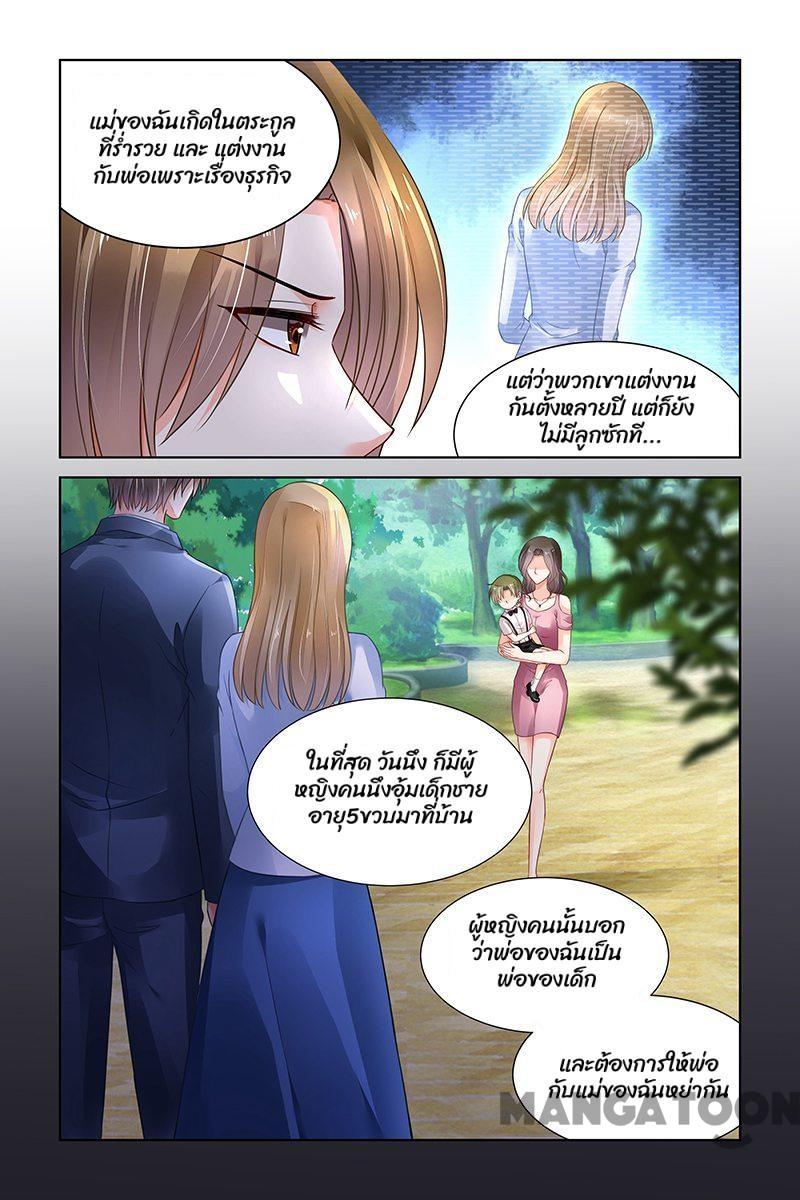 แม่ของฉันเกิดในตระกูล
ที่ร่ำรวย และ แต่งงาน
กับพ่อเพราะเรื่องธุรกิจ
แต่ว่าพวกเขาแต่งงาน
กันตั้งหลายปี แต่ก็ยัง
ไม่มีลูกซักที...
ในที่สุด วันนึง ก็มีผู้
หญิงคนนึงอุ้มเด็กชาย
อายุ5ขวบมาที่บ้าน
ผู้หญิงคนนั้นบอก
ว่าพ่อของฉันเป็น
พ่อของเด็ก
และต้องการให้พ่อ
กับแม่ของฉันหย่ากัน
MANGATOON